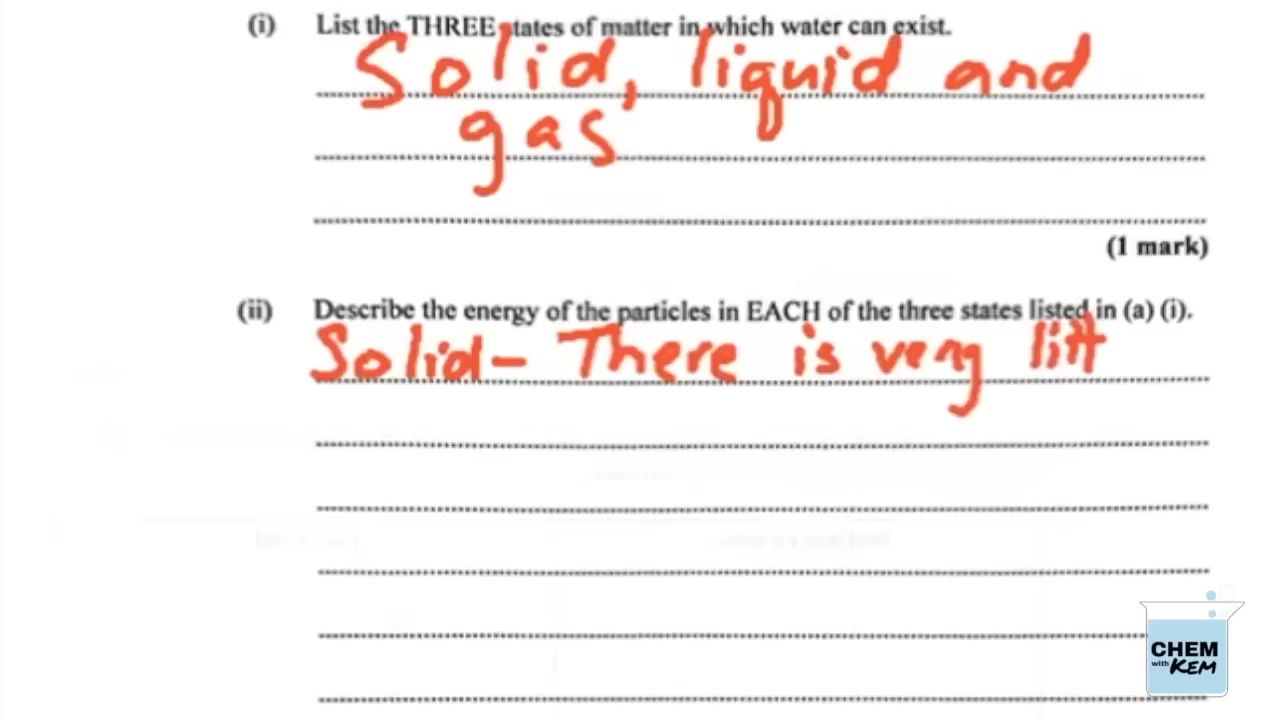 (i) List the THREE states of matter in which water can exist.
Solid, liquid and
gas
(1 mark)
(ii) Describe the energy of the particles in EACH of the three states listed in (a) (i).
Solid - There is very litt
CHEM
with KEM